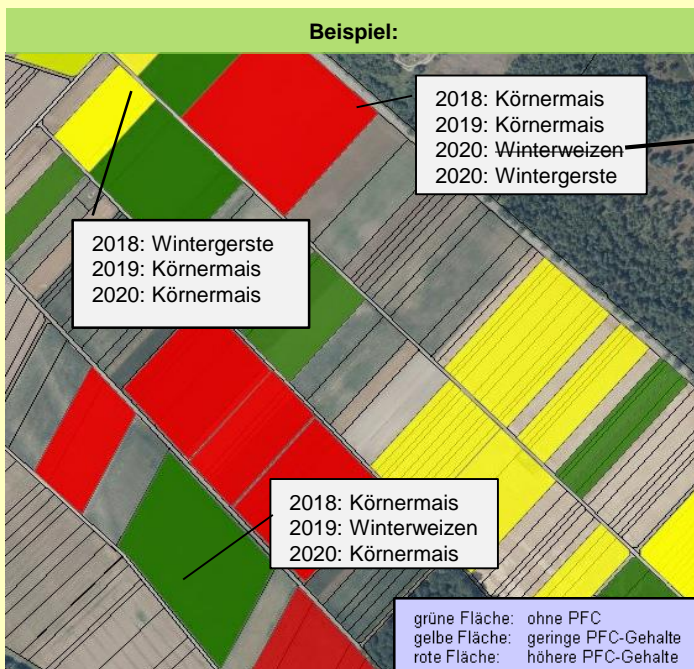 Beispiel:
2018: Körnermais
2019: Körnermais
2020: Winterweizen
2020: Wintergerste
2018: Wintergerste
2019: Körnermais
2020: Körnermais
2018: Körnermais
2019: Winterweizen
2020: Körnermais
grüne Fläche: ohne PFC
gelbe Fläche: geringe PFC-Gehalte
rote Fläche: höhere PFC-Gehalte